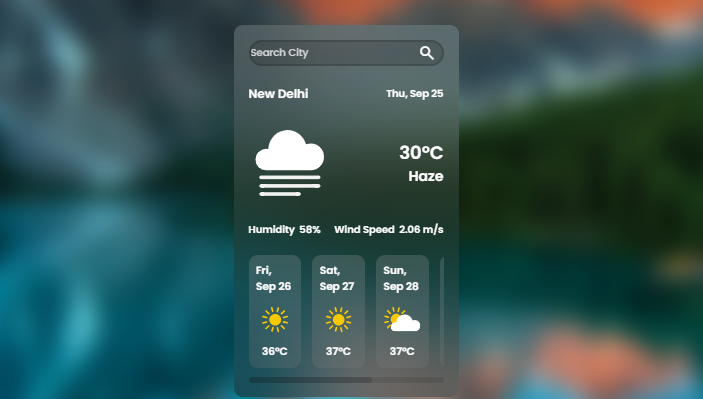 Search City
New Delhi Thu, Sep 25
30°C
Haze
Humidity 58% Wind Speed 2.06 m/s
Fri, Sat, Sun,
Sep 26 Sep 27 Sep 28
36°C 37°C 37°C